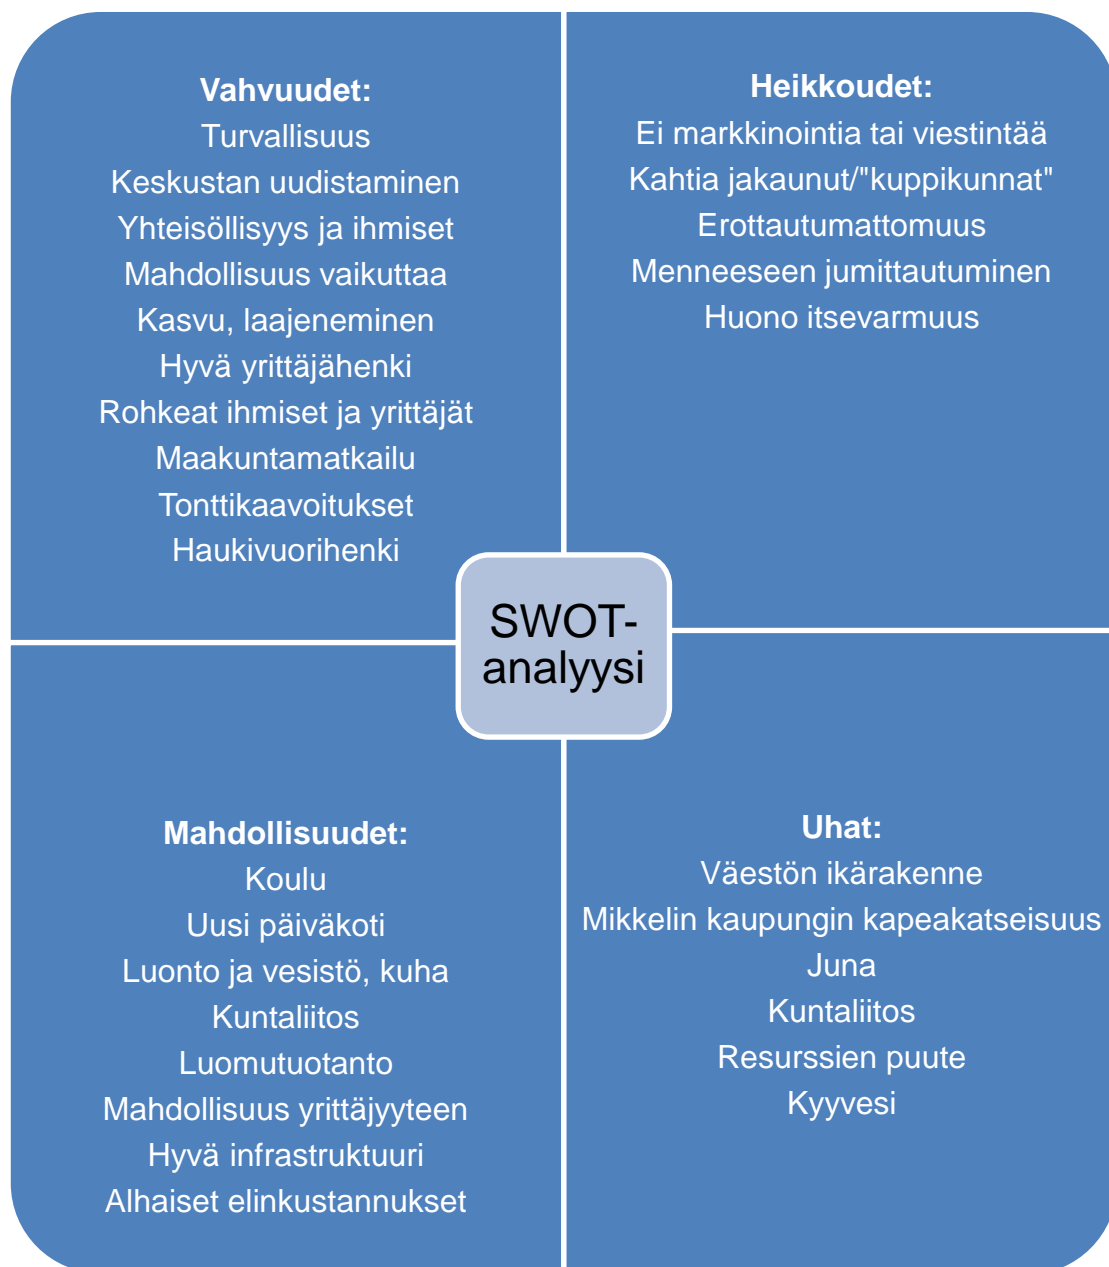 Vahvuudet:
Turvallisuus
Keskustan uudistaminen
Yhteisöllisyys ja ihmiset
Mahdollisuus vaikuttaa
Kasvu, laajeneminen
Hyvä yrittäjähenki
Rohkeat ihmiset ja yrittäjät
Maakuntamatkailu
Tonttikaavoitukset
Haukivuorihenki
Heikkoudet:
Ei markkinointia tai viestintää
Kahtia jakaunut/"kuppikunnat"
Erottautumattomuus
Menneeseen jumittautuminen
Huono itsevarmuus
SWOT-
analyysi
Mahdollisuudet:
Koulu
Uusi päiväkoti
Luonto ja vesistö, kuha
Kuntaliitos
Luomutuotanto
Mahdollisuus yrittäjyyteen
Hyvä infrastruktuuri
Alhaiset elinkustannukset
Uhat:
Väestön ikärakenne
Mikkelin kaupungin kapeakatseisuus
Juna
Kuntaliitos
Resurssien puute
Kyyvesi